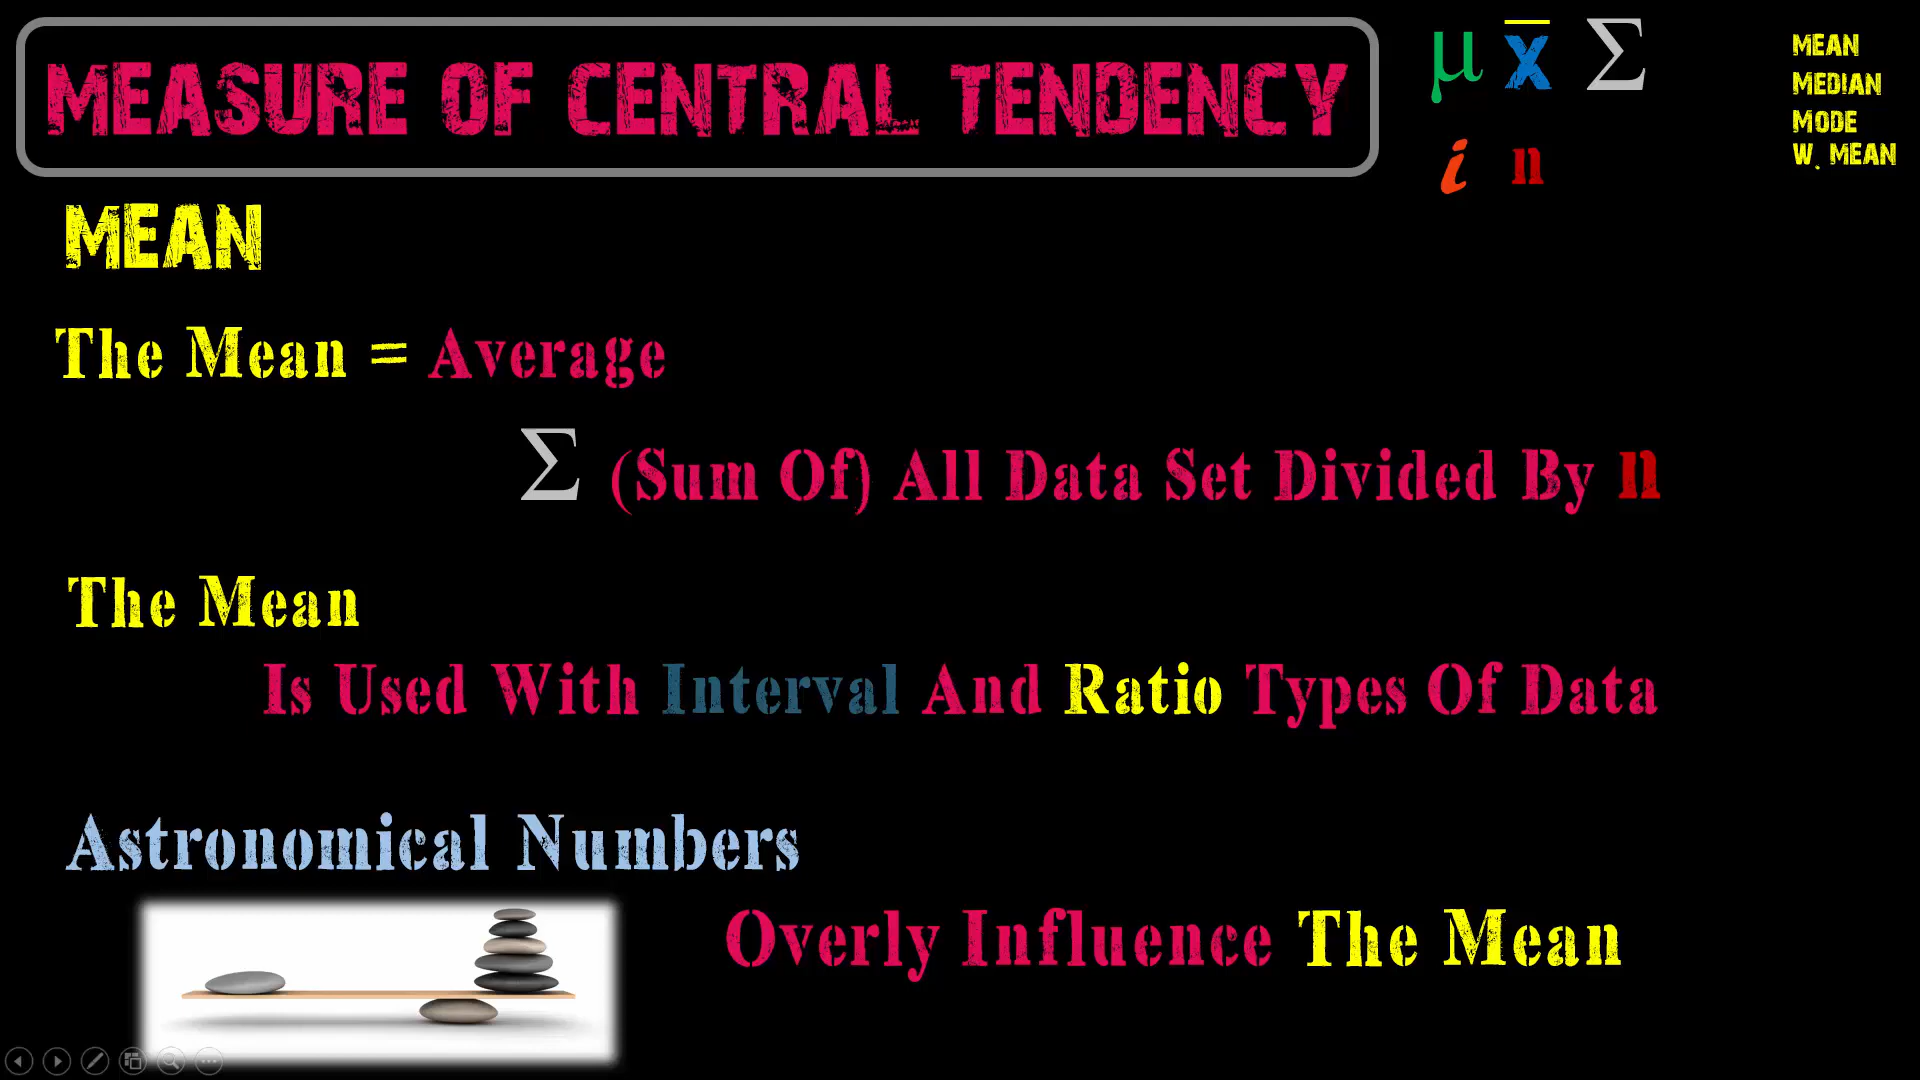 MEASURE OF CENTRAL TENDENCY
μ x̄ Σ
i n
MEAN
MEDIAN
MODE
W. MEAN
MEAN
The Mean = Average
Σ (Sum Of) All Data Set Divided By n
The Mean
Is Used With Interval And Ratio Types Of Data
Astronomical Numbers
Overly Influence The Mean